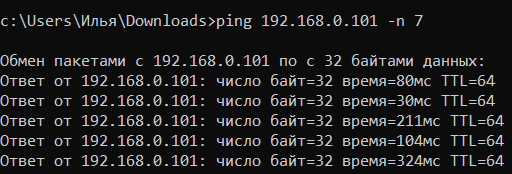 c:\Users\Илья\Downloads>ping 192.168.0.101 -n 7
Обмен пакетами с 192.168.0.101 по с 32 байтами данных:
Ответ от 192.168.0.101: число байт=32 время=80мс TTL=64
Ответ от 192.168.0.101: число байт=32 время=30мс TTL=64
Ответ от 192.168.0.101: число байт=32 время=211мс TTL=64
Ответ от 192.168.0.101: число байт=32 время=104мс TTL=64
Ответ от 192.168.0.101: число байт=32 время=324мс TTL=64